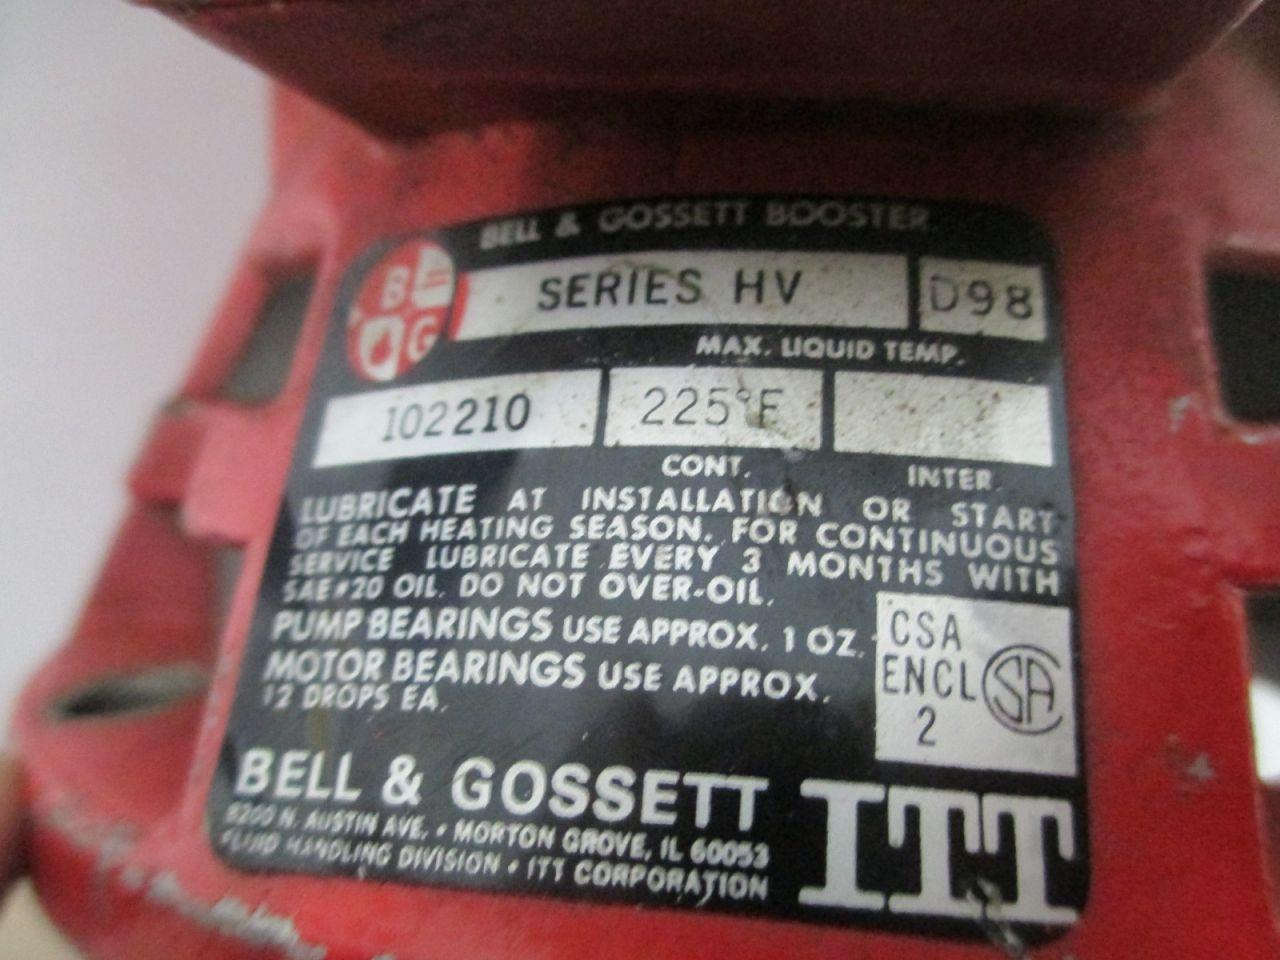 BELL & GOSSETT BOOSTER
B
G
SERIES HV D98
MAX. LIQUID TEMP.
102210 225°F
CONT. INTER.
LUBRICATE AT INSTALLATION OR START
OF EACH HEATING SEASON. FOR CONTINUOUS
SERVICE LUBRICATE EVERY 3 MONTHS WITH
SAE #20 OIL. DO NOT OVER-OIL.
PUMP BEARINGS USE APPROX. 1 OZ.
MOTOR BEARINGS USE APPROX.
12 DROPS EA.
CSA
ENCL
2
SA
BELL & GOSSETT
8200 N. AUSTIN AVE. • MORTON GROVE, IL 60053
FLUID HANDLING DIVISION • ITT CORPORATION
ITT